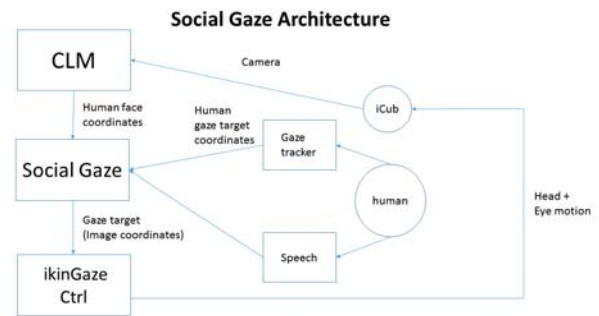 Social Gaze Architecture
CLM
Camera
iCub
Human face
coordinates
Human
gaze target
coordinates
Gaze
tracker
Social Gaze
human
Head +
Eye motion
Gaze target
(Image coordinates)
Speech
ikinGaze
Ctrl